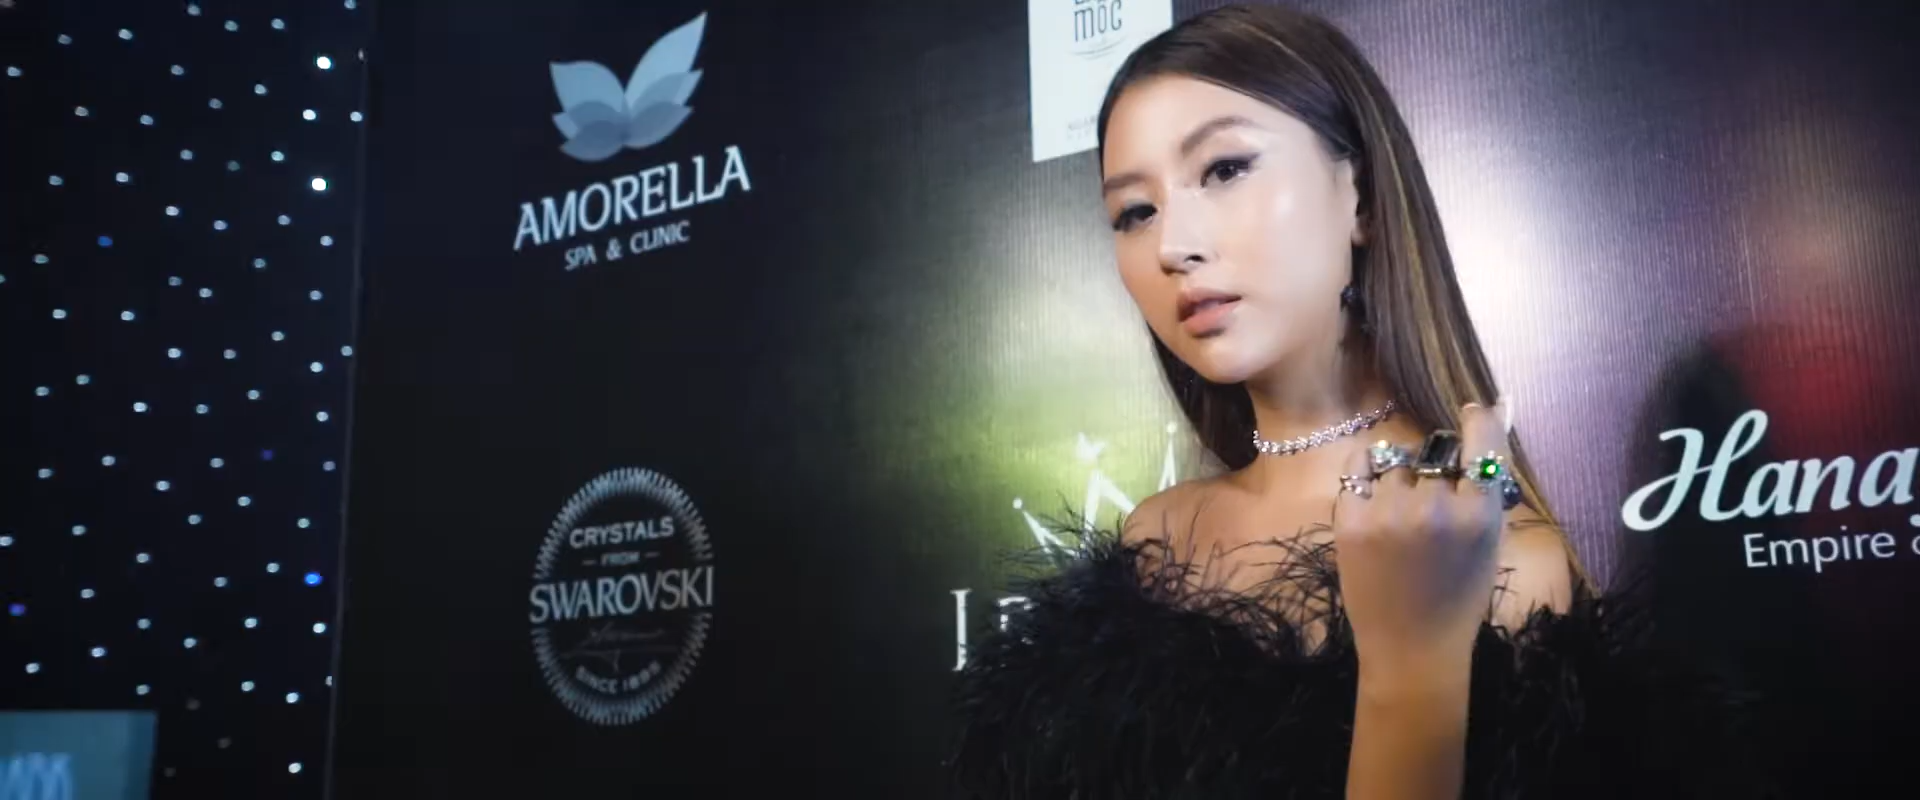 AMORELLA
SPA & CLINIC
MỘC
CRYSTALS
FROM
SWAROVSKI
SINCE 1895
Empire